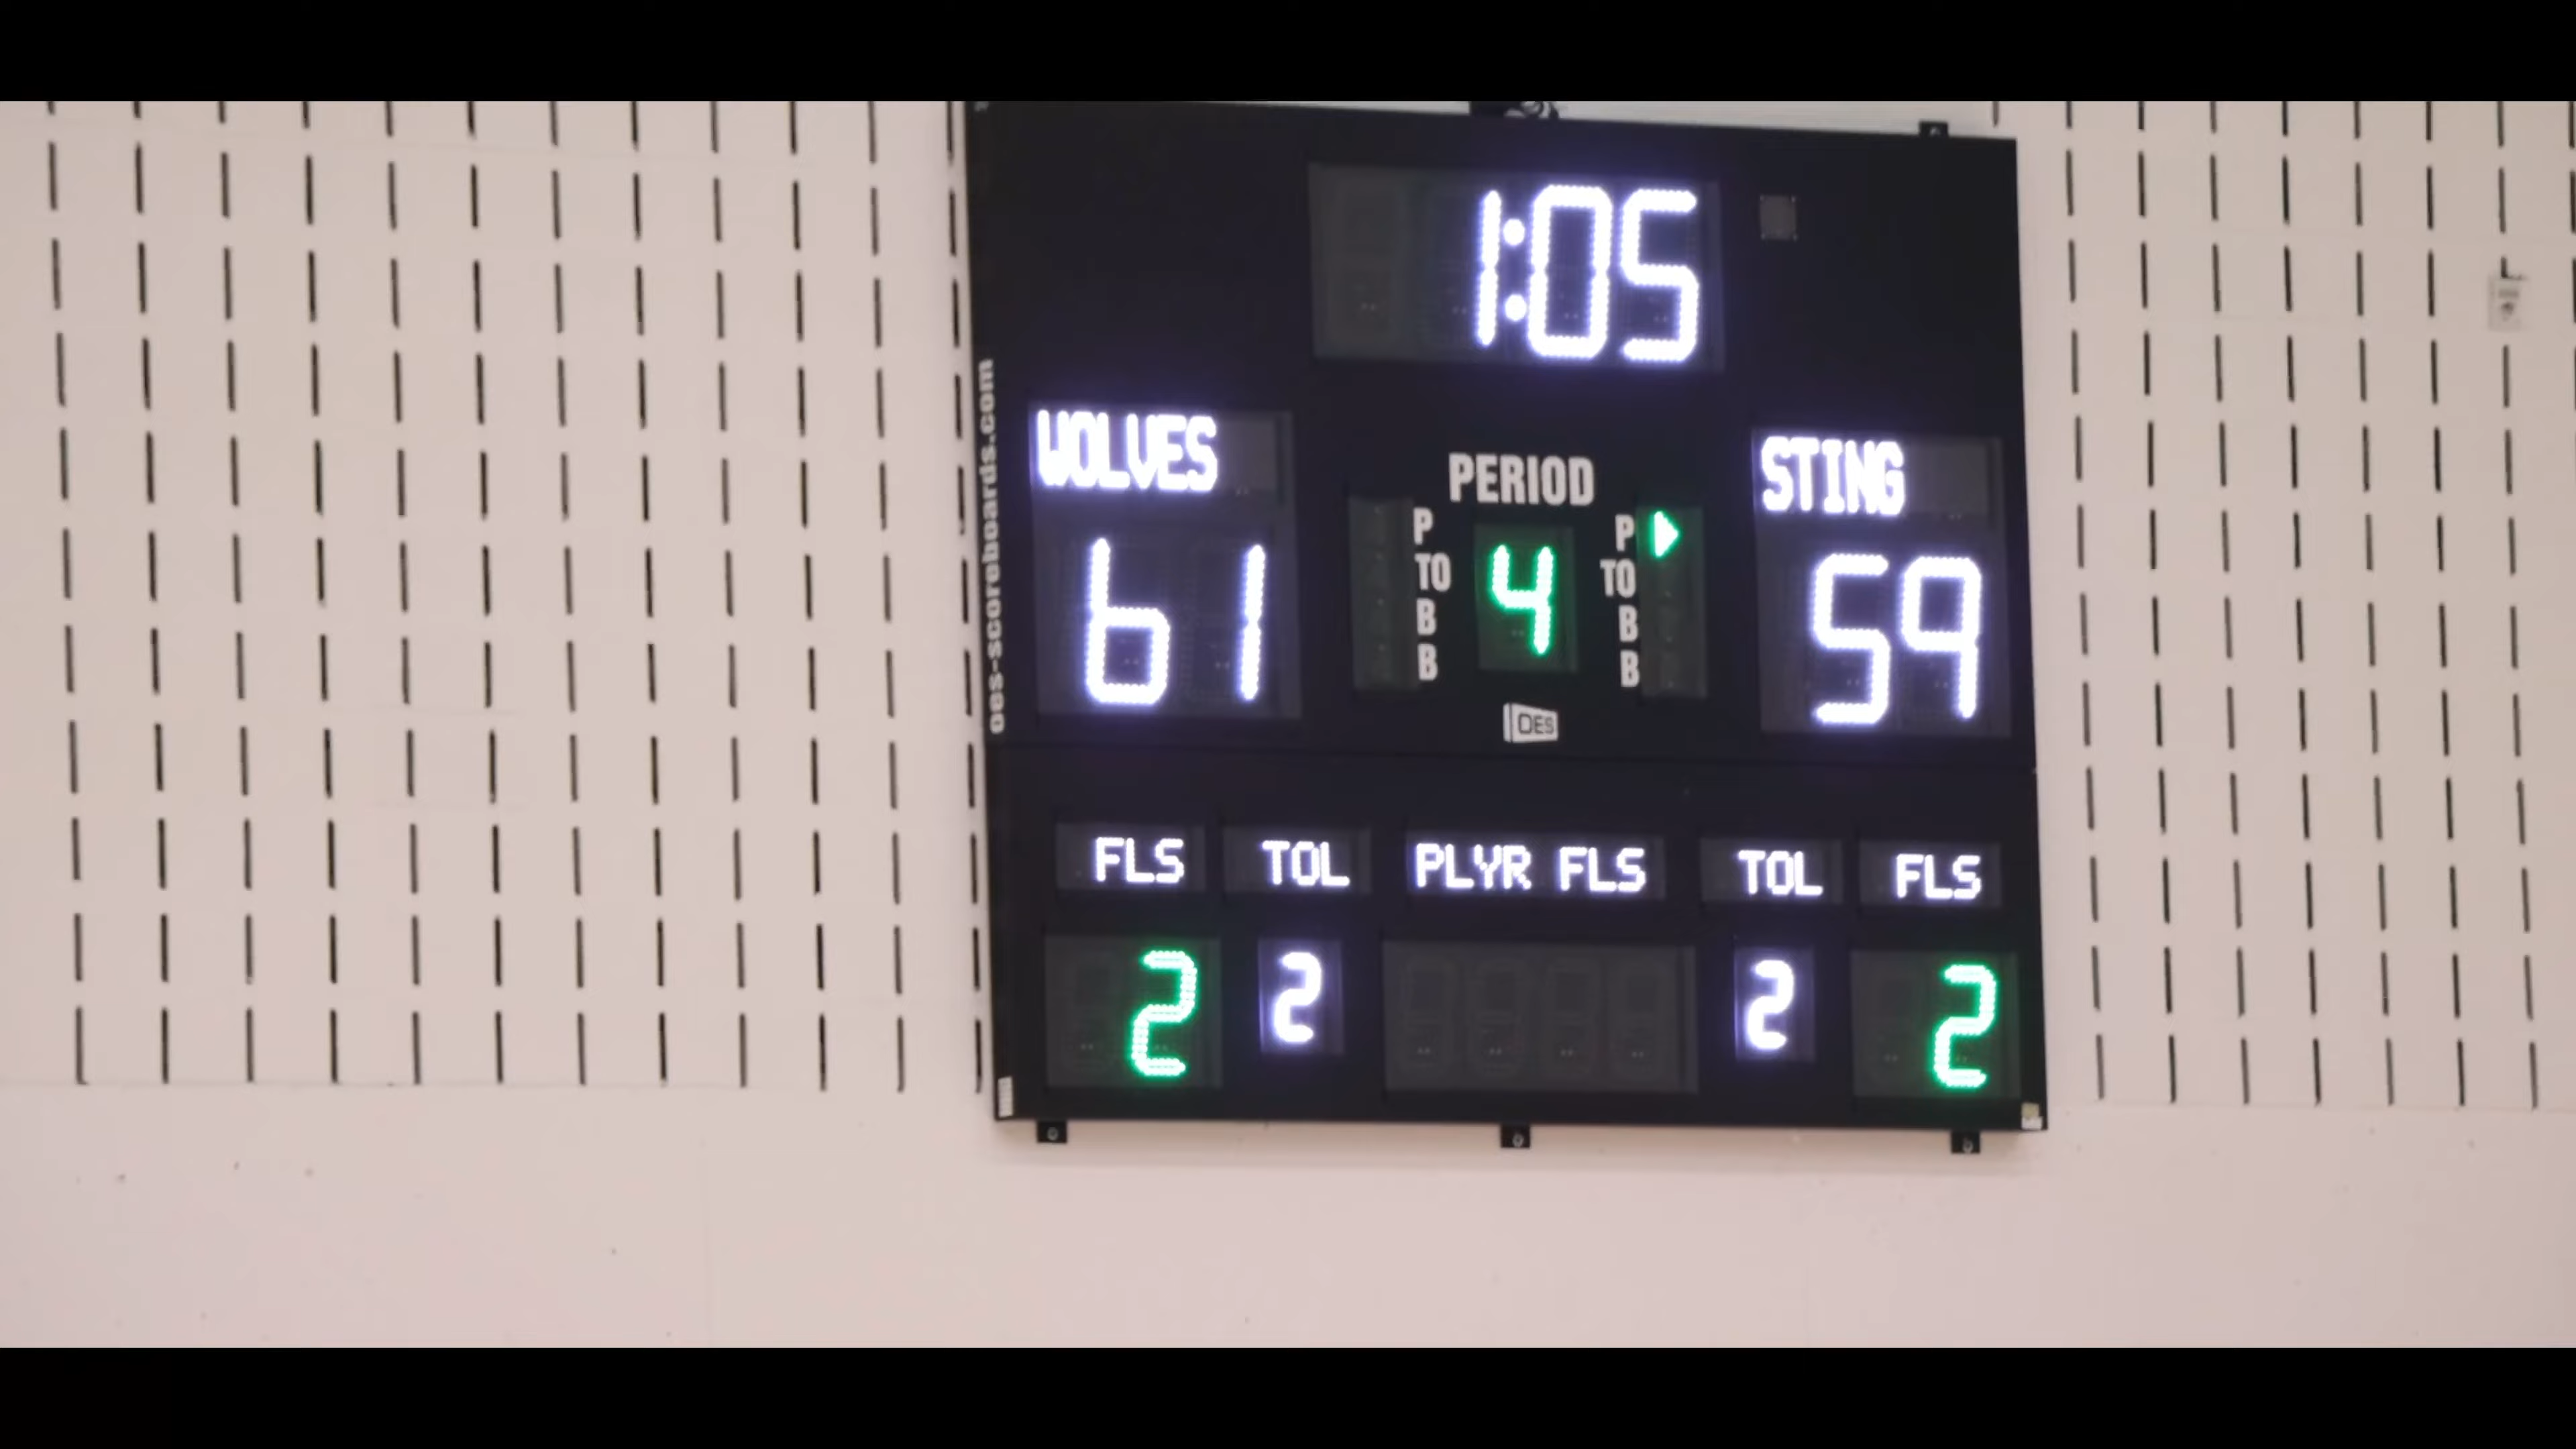 1:05
oes-scoreboards.com
WOLVES
STING
PERIOD
P
P
TO
TO
B
B
B
B
4
61
59
OES
FLS
TOL
PLYR FLS
TOL
FLS
2
2
2
2